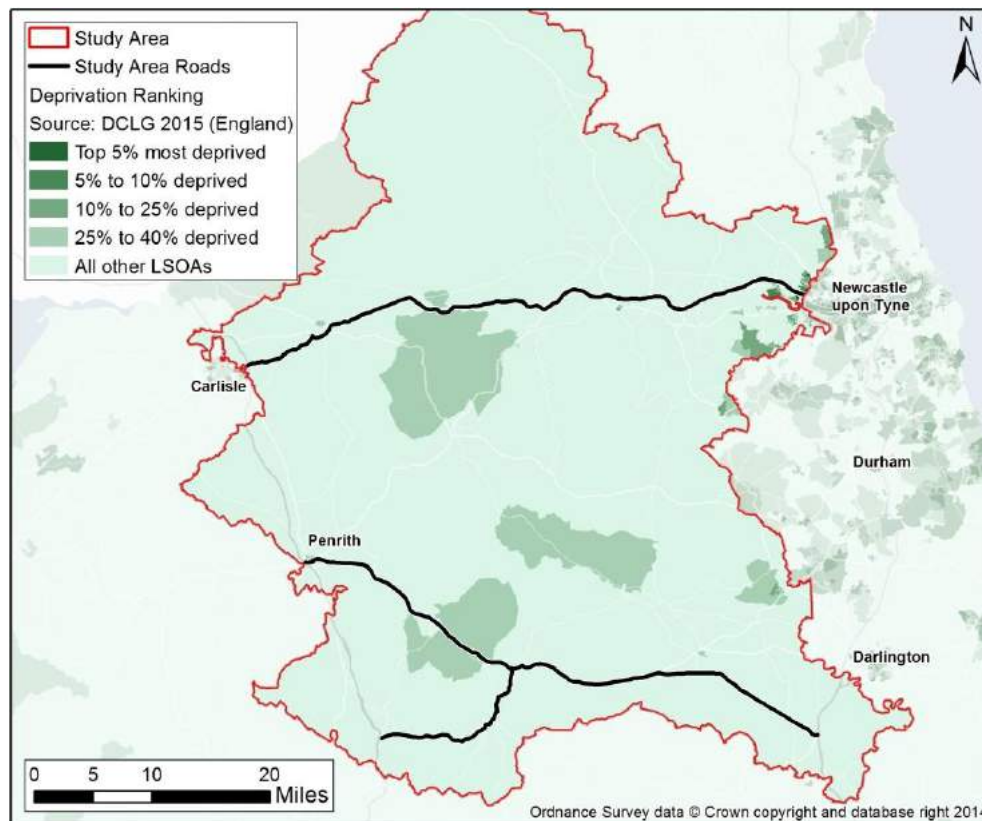 Study Area
Study Area Roads
Deprivation Ranking
Source: DCLG 2015 (England)
Top 5% most deprived
5% to 10% deprived
10% to 25% deprived
25% to 40% deprived
All other LSOAs
N
Newcastle
upon Tyne
Carlisle
Durham
Penrith
Darlington
0 5 10 20
Miles
Ordnance Survey data © Crown copyright and database right 2014